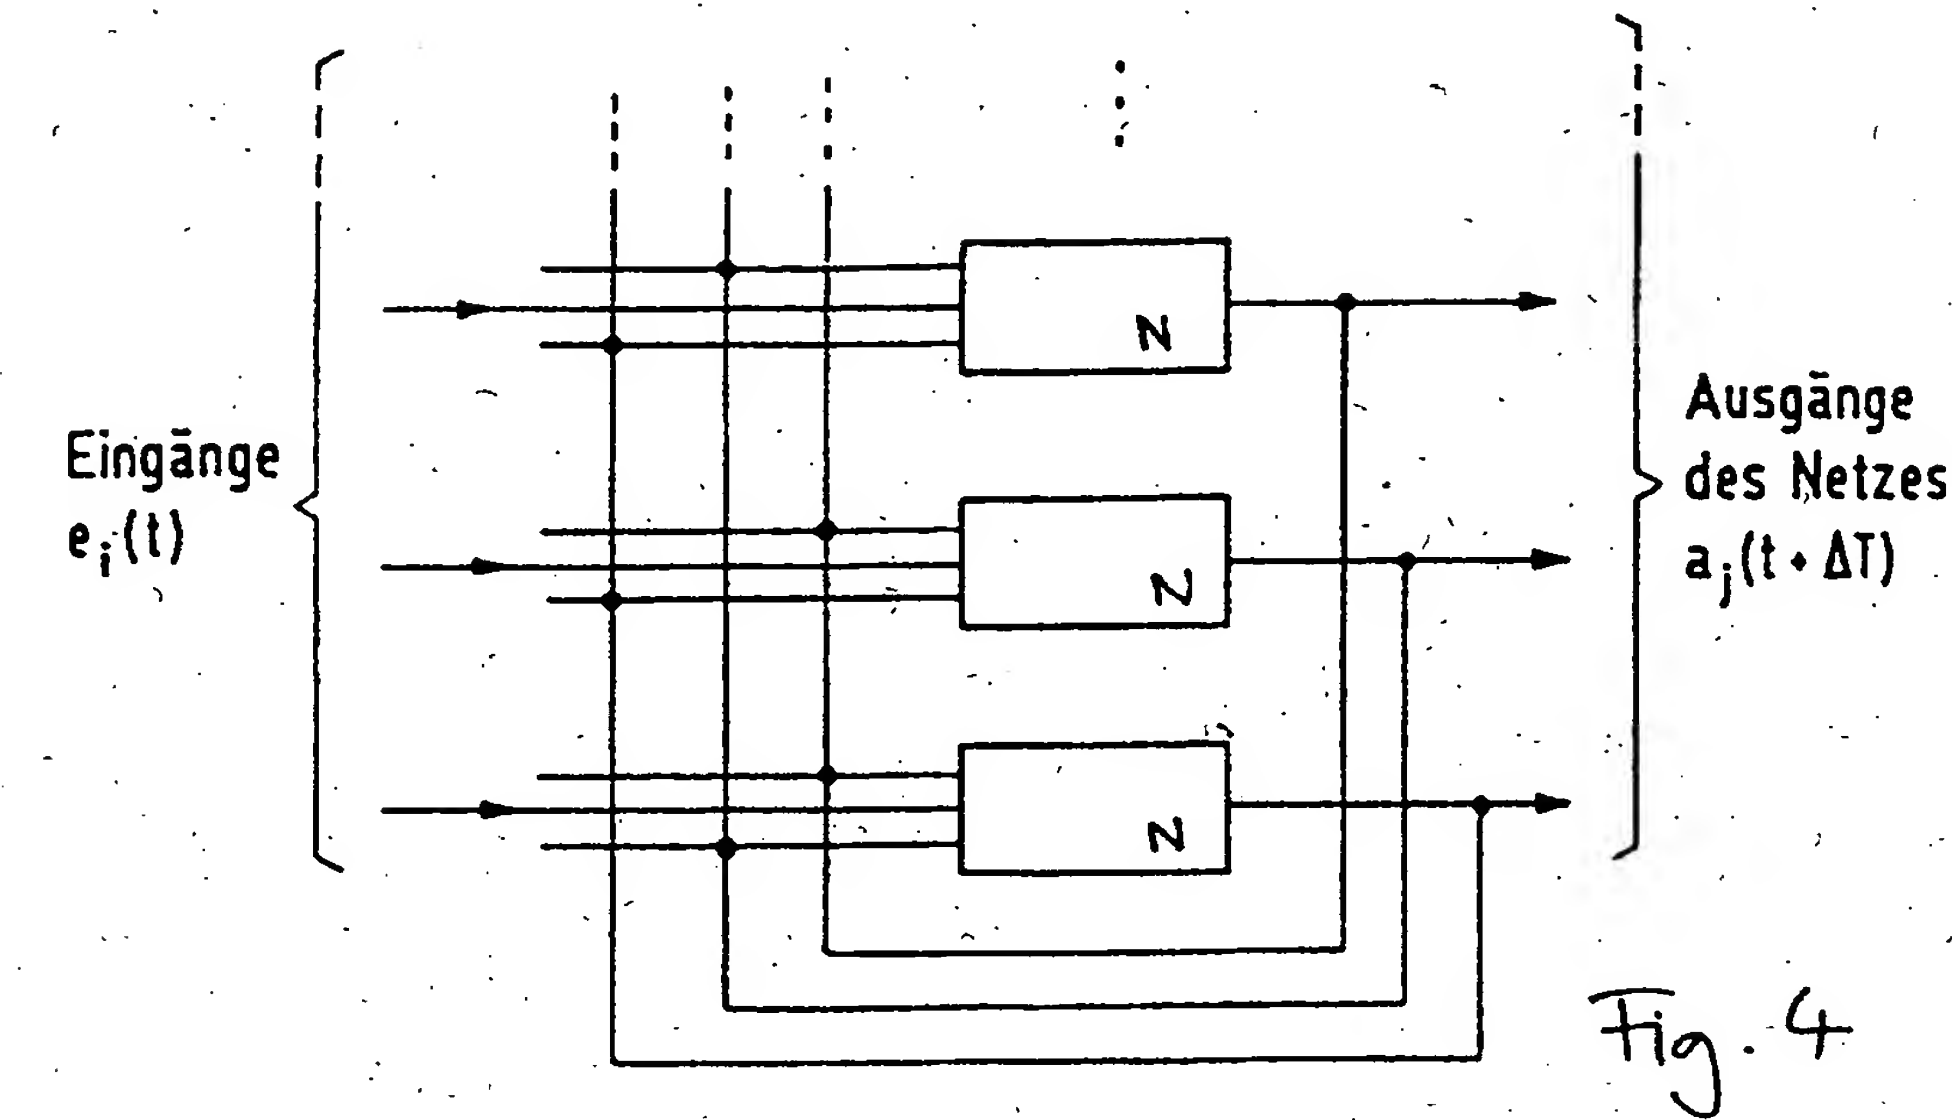 Eingänge
e_i(t)
Z
Z
Z
Ausgänge
des Netzes
a_j(t + ΔT)
Fig. 4